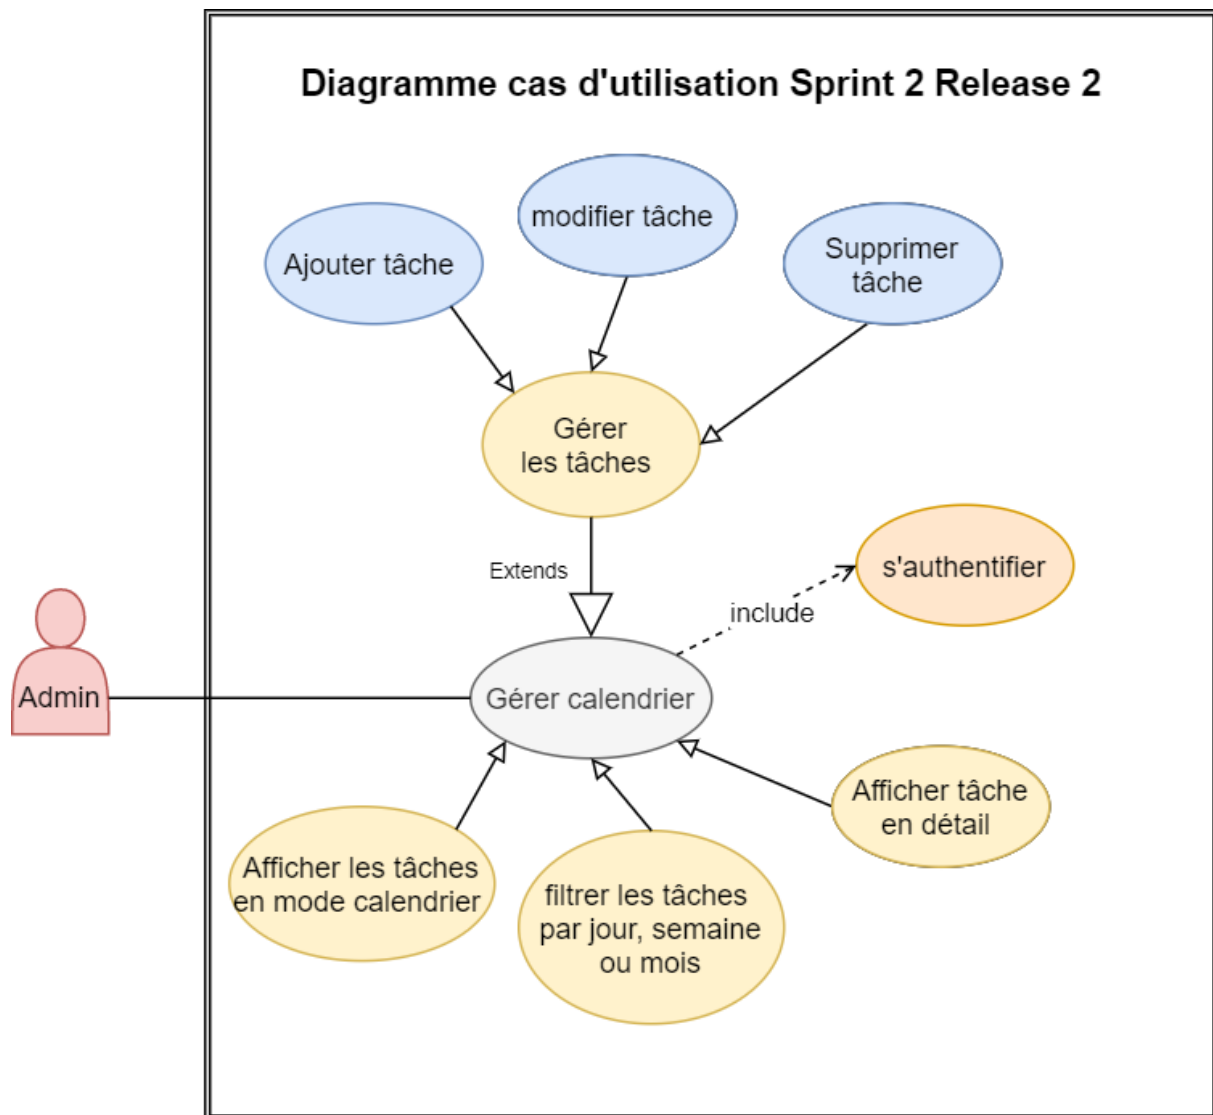 Diagramme cas d'utilisation Sprint 2 Release 2
modifier tâche
Ajouter tâche
Supprimer
tâche
Gérer
les tâches
Extends
s'authentifier
include
Admin
Gérer calendrier
Afficher tâche
en détail
Afficher les tâches
en mode calendrier
filtrer les tâches
par jour, semaine
ou mois